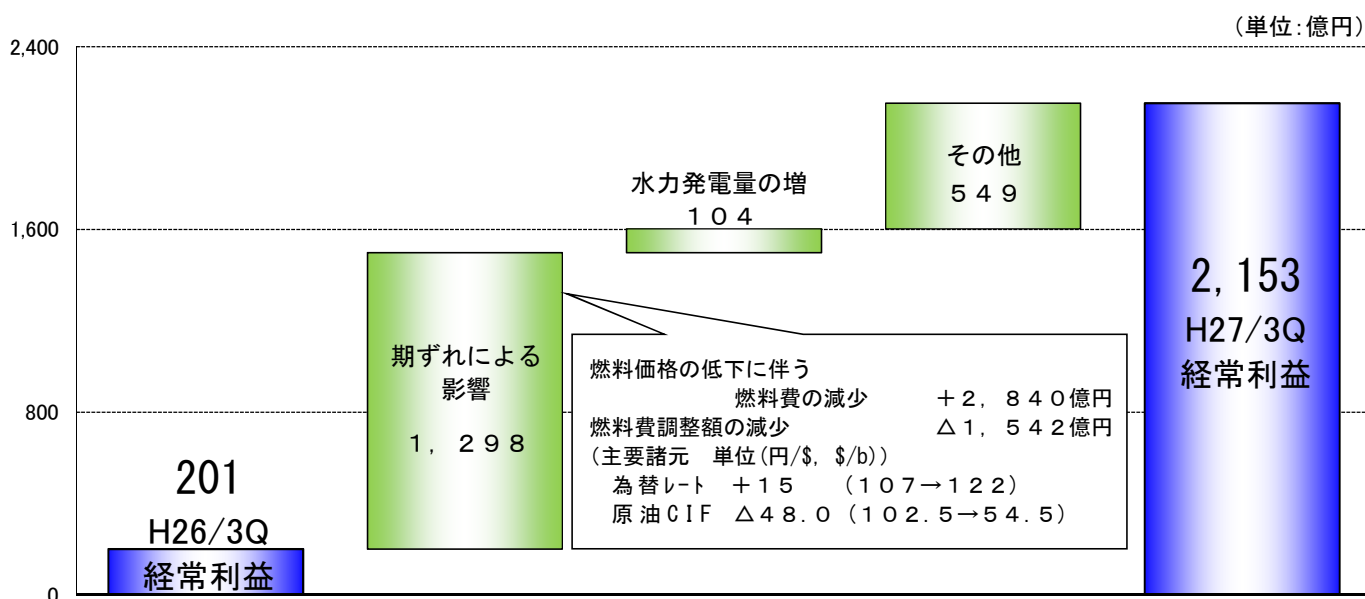 (単位:億円)
2,400
1,600
800
0
201
H26/3Q
経常利益
期ずれによる
影響
1,298
水力発電量の増
104
その他
549
2,153
H27/3Q
経常利益
燃料価格の低下に伴う
燃料費の減少 +2,840億円
燃料費調整額の減少 △1,542億円
(主要諸元 単位(円/$, $/b))
為替ﾚｰﾄ +15 (107→122)
原油CIF △48.0 (102.5→54.5)